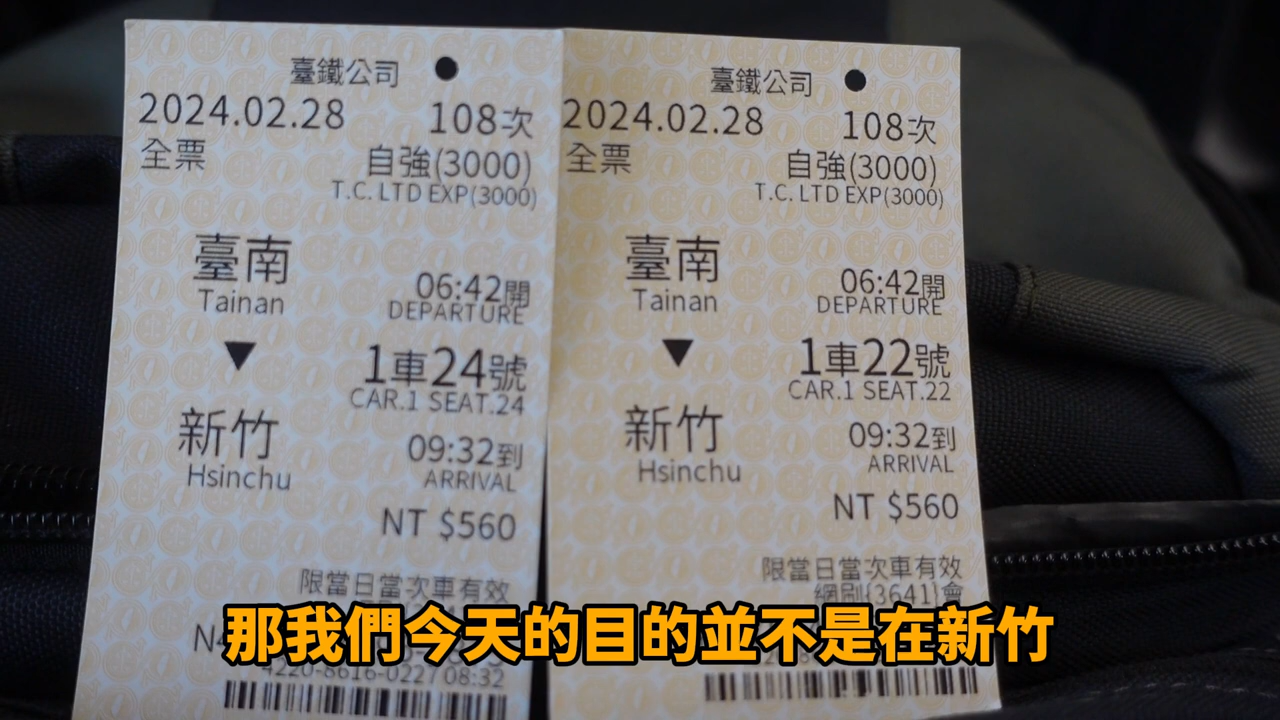 臺鐵公司
2024.02.28 108次
全票 自強(3000)
T.C. LTD EXP(3000)
臺南 06:42開
Tainan DEPARTURE
▼ 1車24號
CAR.1 SEAT.24
新竹 09:32到
Hsinchu ARRIVAL
NT $560
限當日當次車有效
4220-8616-0227 08:32
臺鐵公司
2024.02.28 108次
全票 自強(3000)
T.C. LTD EXP(3000)
臺南 06:42開
Tainan DEPARTURE
▼ 1車22號
CAR.1 SEAT.22
新竹 09:32到
Hsinchu ARRIVAL
NT $560
限當日當次車有效
網刷(3641)會
那我們今天的目的並不是在新竹